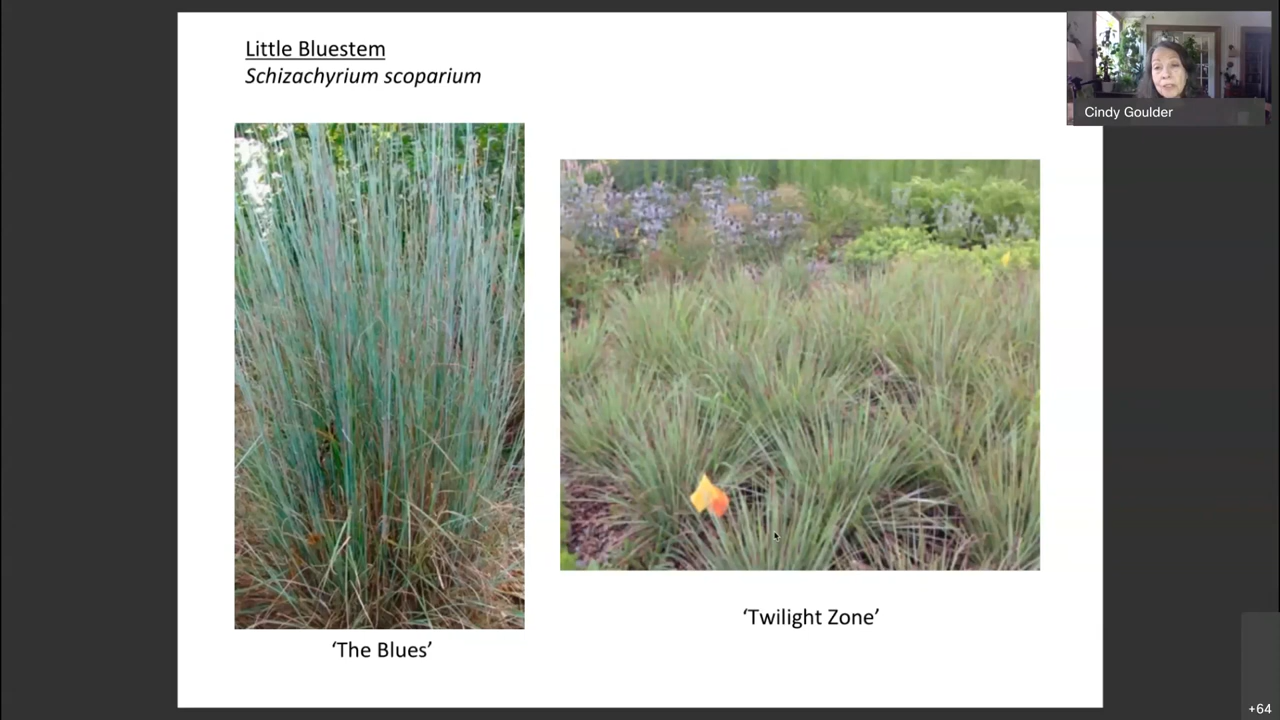 Little Bluestem
Schizachyrium scoparium
Cindy Goulder
‘Twilight Zone’
‘The Blues’
+64